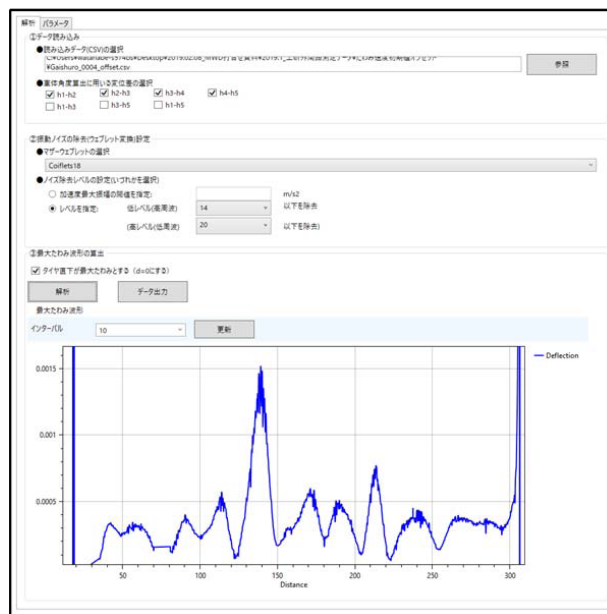 解析 パラメータ
①データ読み込み
●読み込みデータ(CSV)の選択
¥Gaishuro_0004_offset.csv
参照
●車体角度算出に用いる変位差の選択
h1-h2 h2-h3 h3-h4 h4-h5
h1-h3 h3-h5 h1-h5
②振動ノイズの除去(ウェブレット変換)設定
●マザーウェブレットの選択
Coiflets18
●ノイズ除去レベルの設定(いづれかを選択)
加速度最大振幅の閾値を指定: m/s2
レベルを指定: 低レベル(高周波) 14 以下を除去
(高レベル(低周波) 20 以下を除去)
③最大たわみ波形の算出
タイヤ直下が最大たわみとする (d=0にする)
解析 データ出力
最大たわみ波形
インターバル 10 更新
Deflection
0.0015
0.001
0.0005
50 100 150 200 250 300
Distance